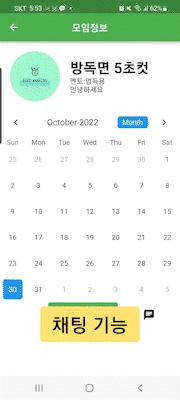 SKT 5:53
62%
모임정보
방독면 5초컷
멘토:엄득용
안녕하세요
October 2022
Month
Sun Mon Tue Wed Thu Fri Sat
25 26 27 28 29 30 1
2 3 4 5 6 7 8
9 10 11 12 13 14 15
16 17 18 19 20 21 22
23 24 25 26 27 28 29
30 31 1 2 3 4 5
채팅 기능